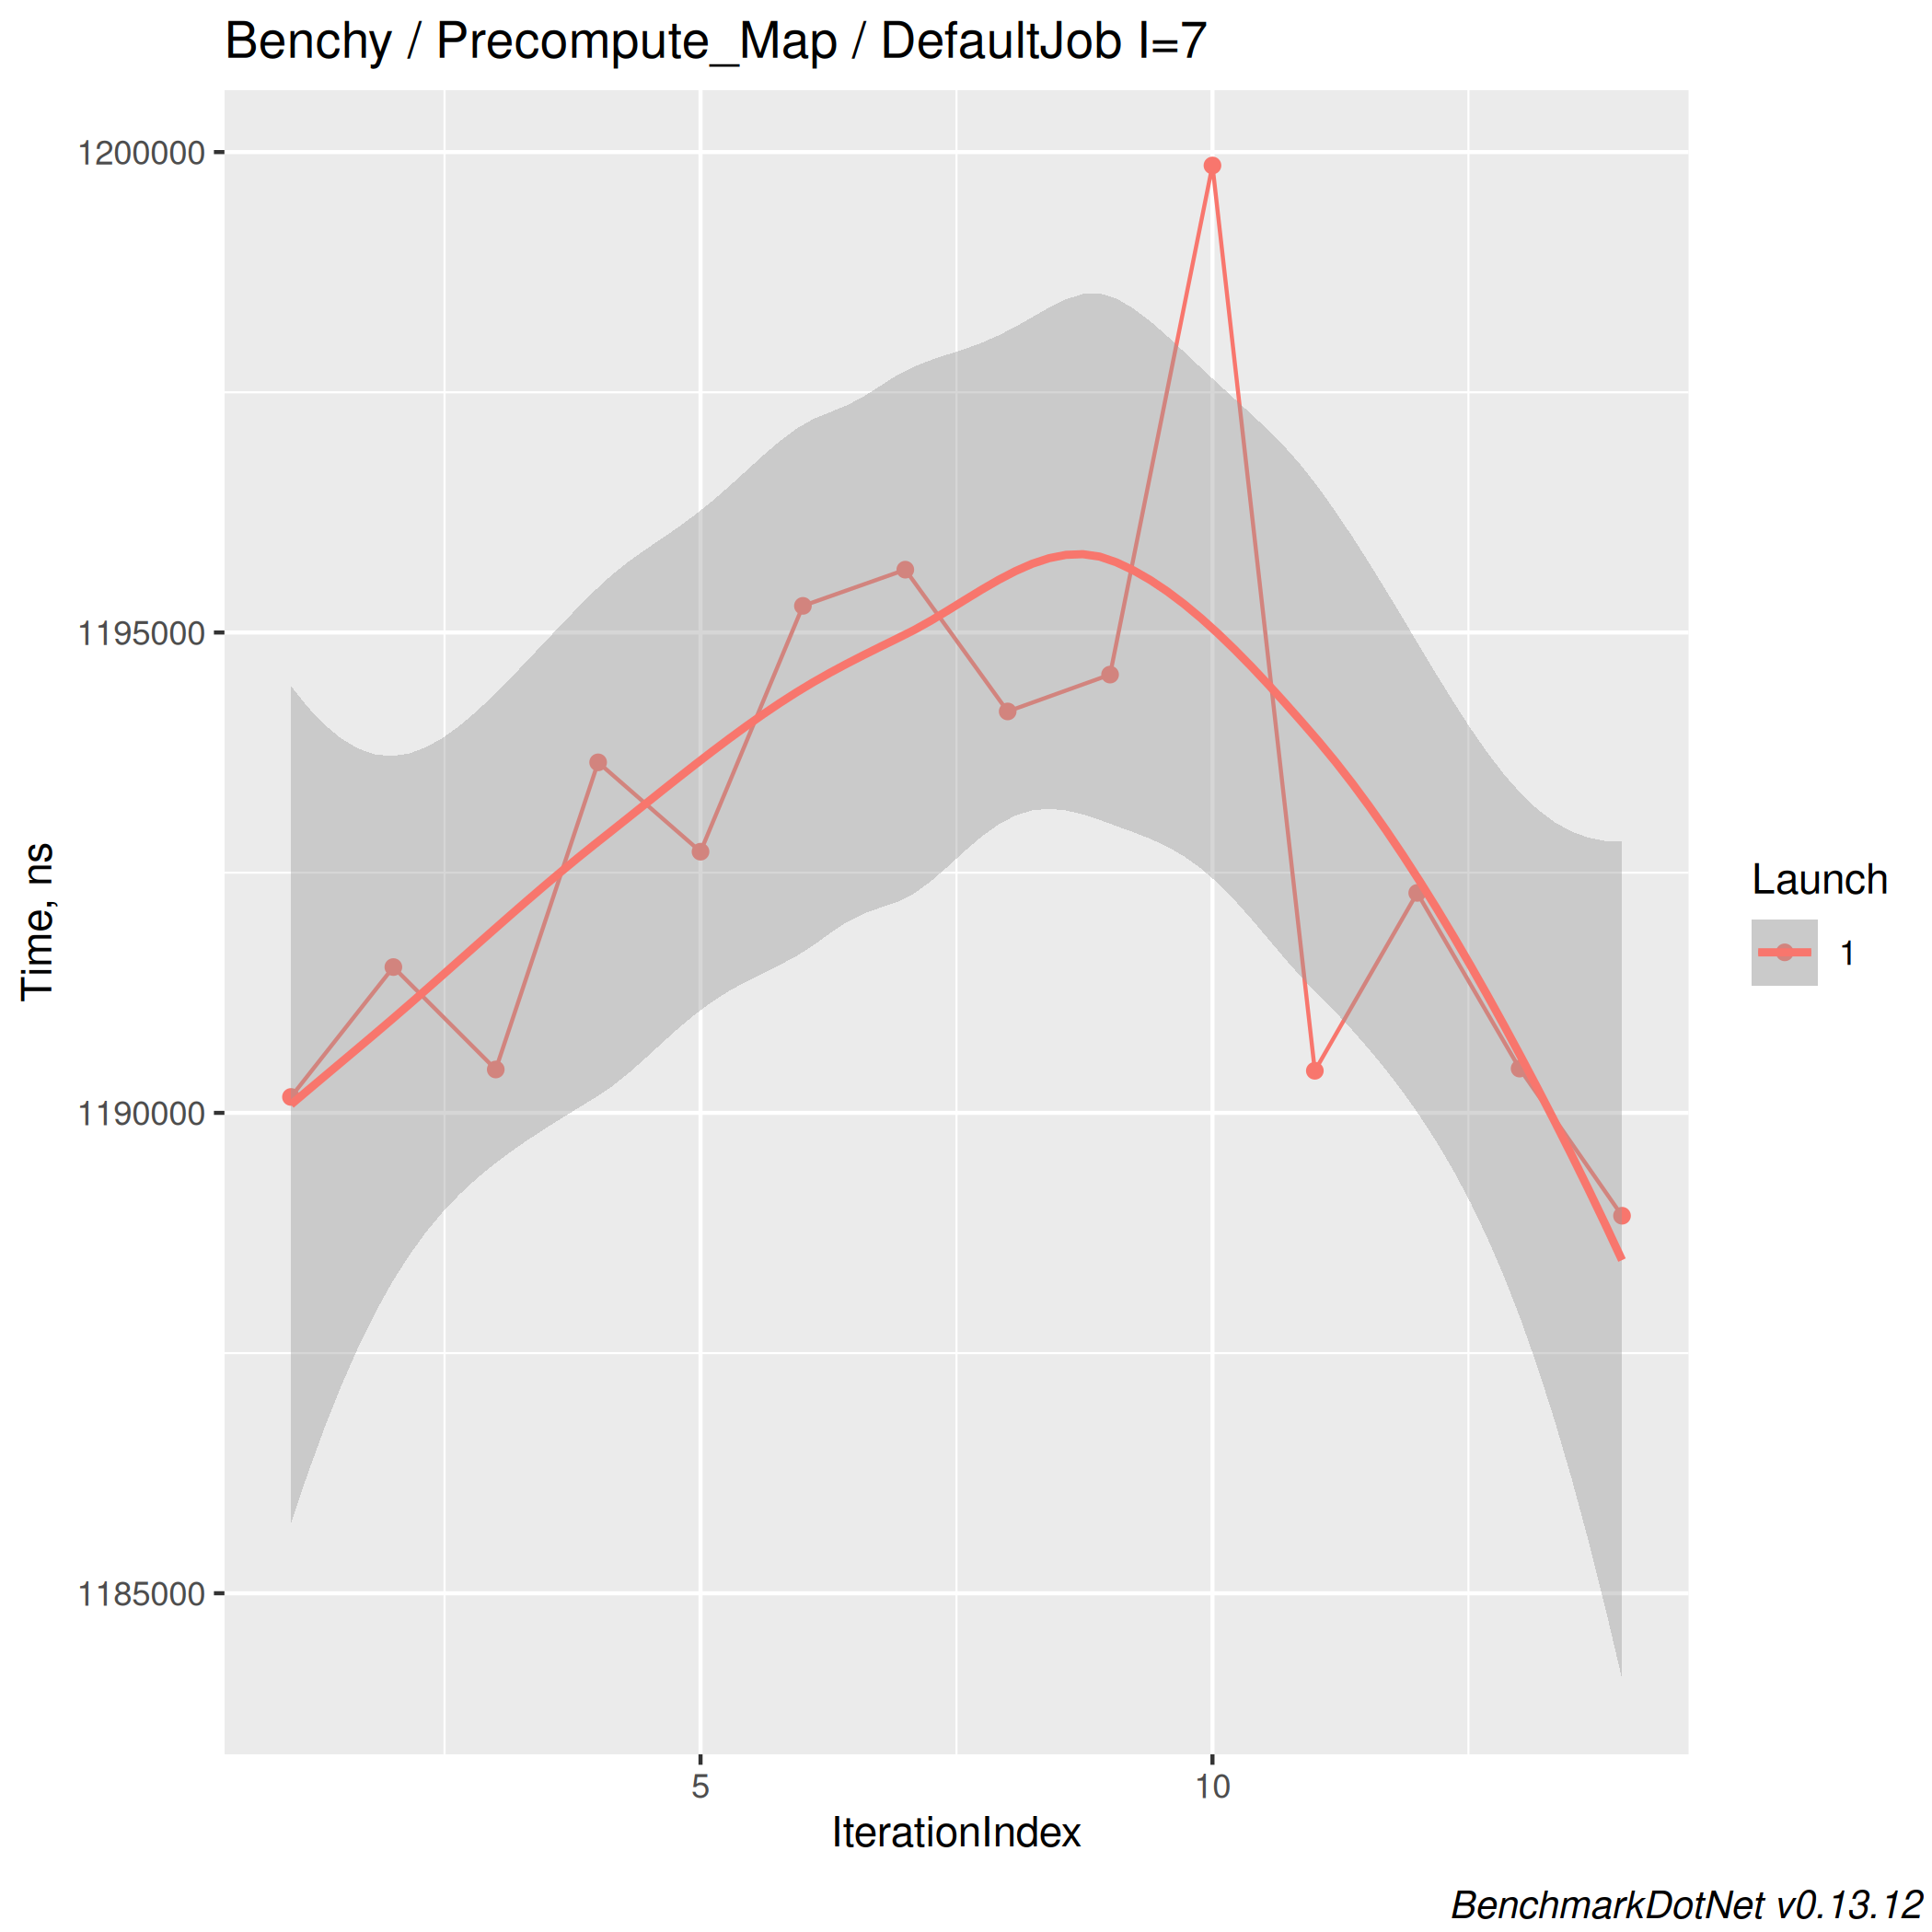 Benchy / Precompute_Map / DefaultJob I=7
1200000
1195000
1190000
1185000
Time, ns
5
10
IterationIndex
Launch
1
BenchmarkDotNet v0.13.12